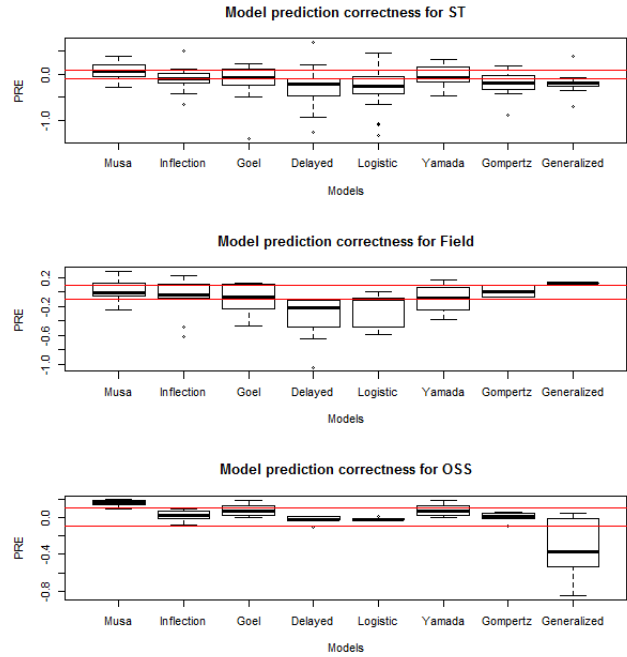 Model prediction correctness for ST
PRE
0.0
-1.0
Musa Inflection Goel Delayed Logistic Yamada Gompertz Generalized
Models
Model prediction correctness for Field
PRE
0.2
-0.2
-0.6
-1.0
Musa Inflection Goel Delayed Logistic Yamada Gompertz Generalized
Models
Model prediction correctness for OSS
PRE
0.0
-0.4
-0.8
Musa Inflection Goel Delayed Logistic Yamada Gompertz Generalized
Models